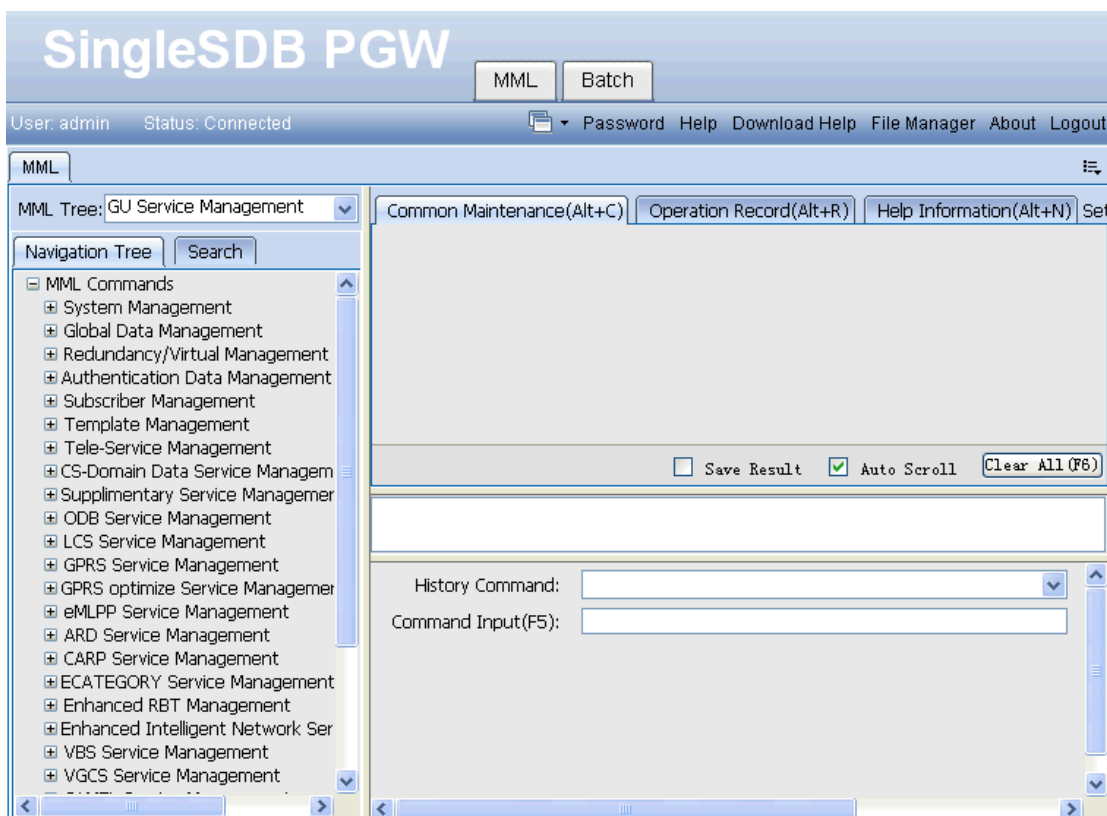 SingleSDB PGW
MML
Batch
User: admin
Status: Connected
Password
Help
Download Help
File Manager
About
Logout
MML
MML Tree:
GU Service Management
Navigation Tree
Search
MML Commands
System Management
Global Data Management
Redundancy/Virtual Management
Authentication Data Management
Subscriber Management
Template Management
Tele-Service Management
CS-Domain Data Service Managem
Supplimentary Service Managemer
ODB Service Management
LCS Service Management
GPRS Service Management
GPRS optimize Service Managemer
eMLPP Service Management
ARD Service Management
CARP Service Management
ECATEGORY Service Management
Enhanced RBT Management
Enhanced Intelligent Network Ser
VBS Service Management
VGCS Service Management
Common Maintenance(Alt+C)
Operation Record(Alt+R)
Help Information(Alt+N)
Set
Save Result
Auto Scroll
Clear All(F6)
History Command:
Command Input(F5):